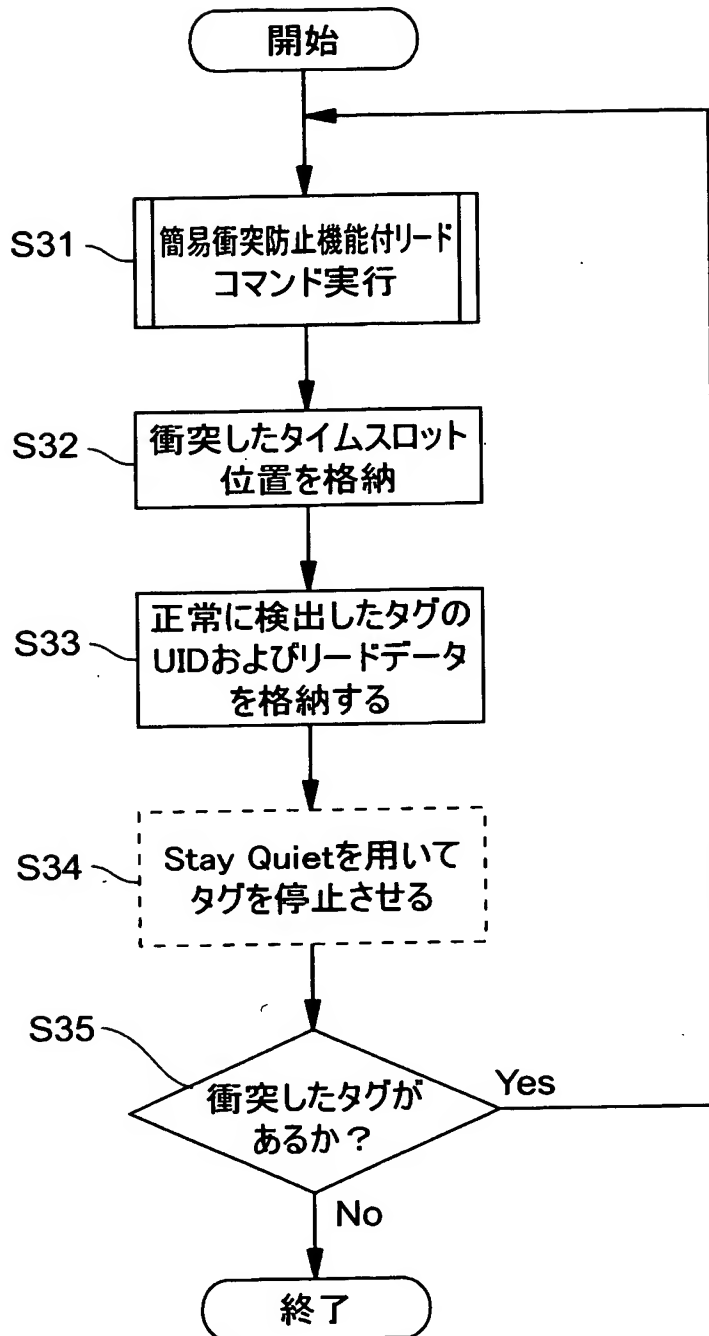 開始
S31
簡易衝突防止機能付リード
コマンド実行
S32
衝突したタイムスロット
位置を格納
S33
正常に検出したタグの
UIDおよびリードデータ
を格納する
S34
Stay Quietを用いて
タグを停止させる
S35
衝突したタグが
あるか？
Yes
No
終了